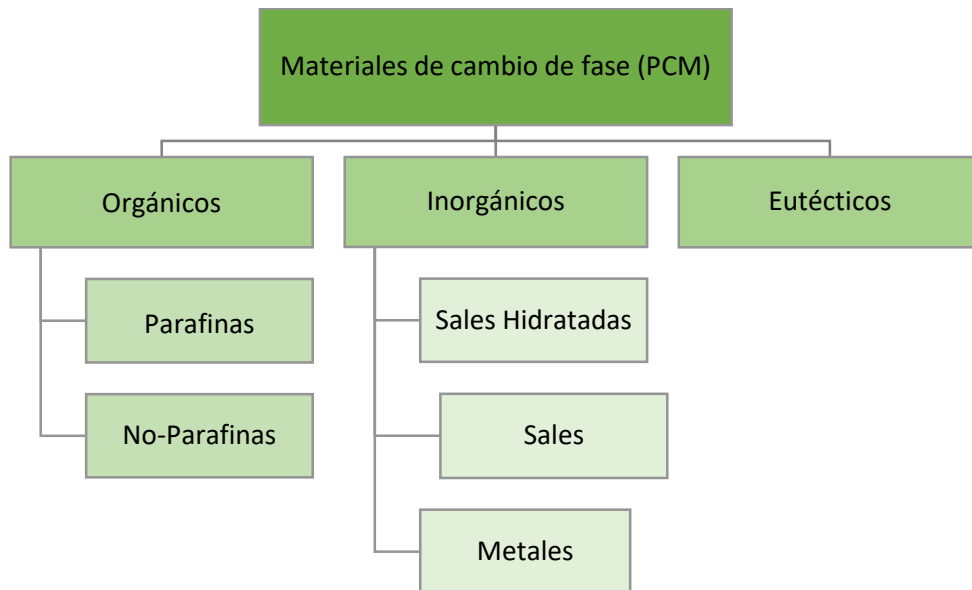 Materiales de cambio de fase (PCM)
Orgánicos
Inorgánicos
Eutécticos
Parafinas
Sales Hidratadas
No-Parafinas
Sales
Metales